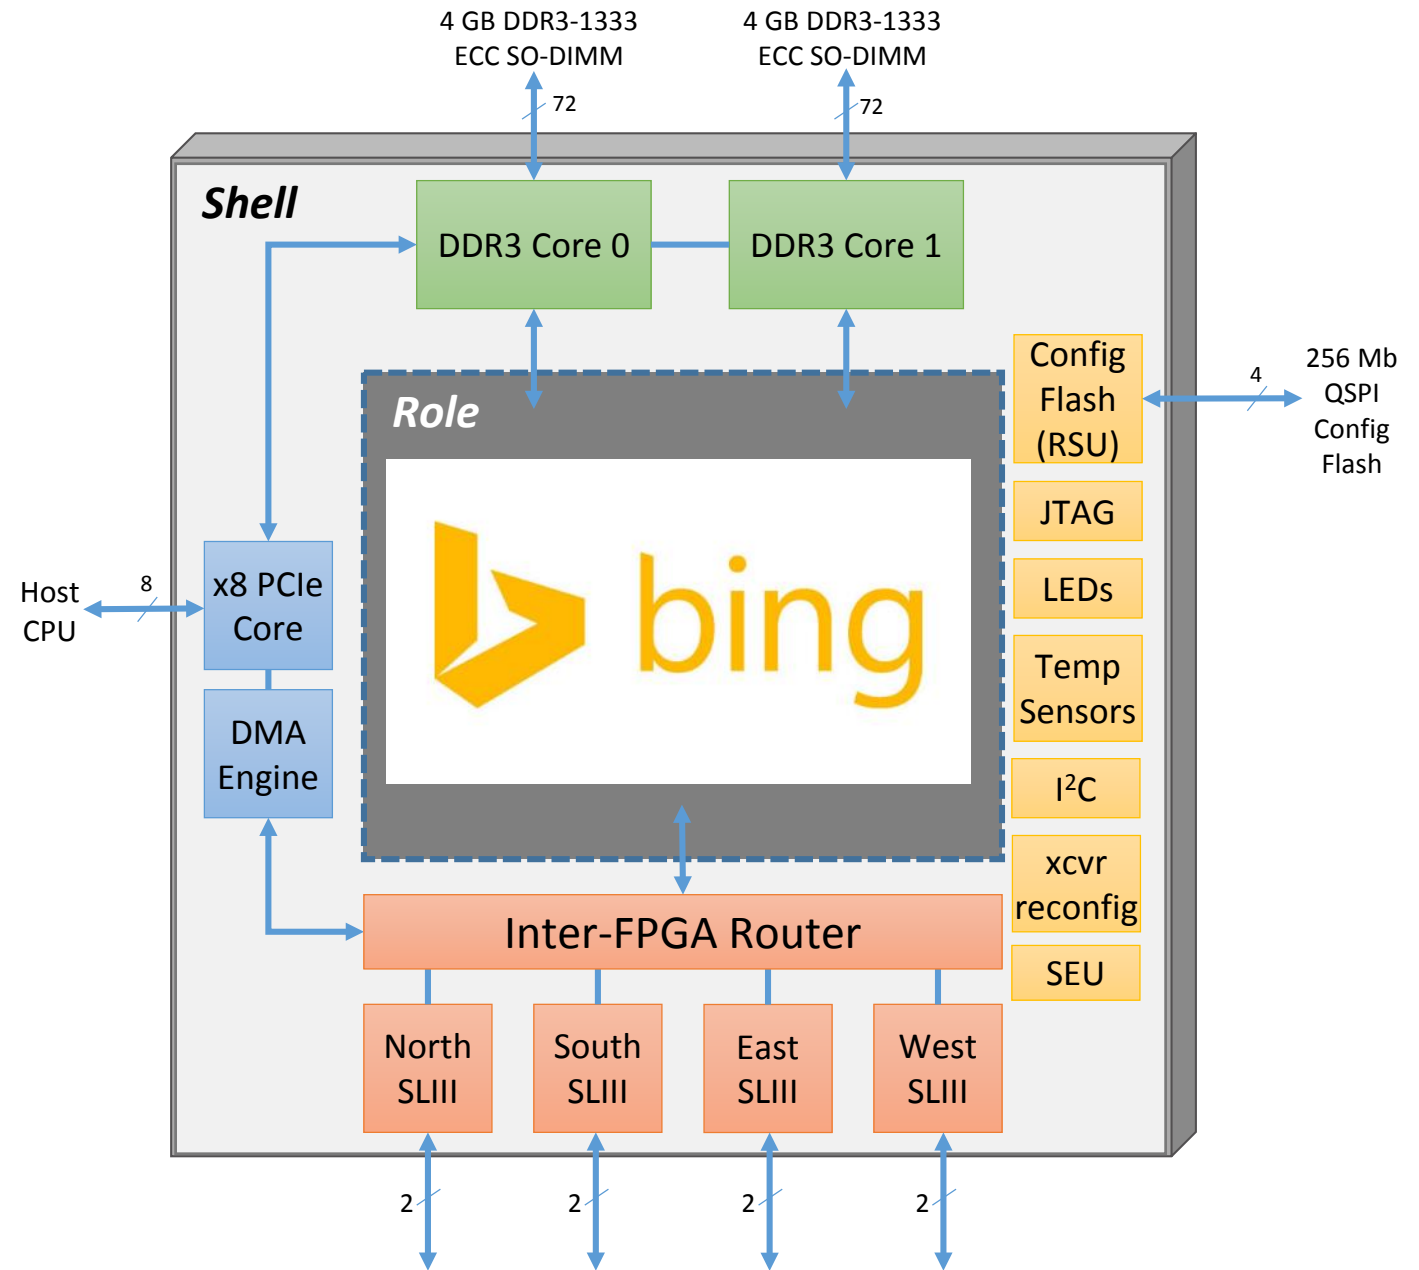 4 GB DDR3-1333
ECC SO-DIMM
4 GB DDR3-1333
ECC SO-DIMM
72
72
Shell
DDR3 Core 0
DDR3 Core 1
Config
Flash
(RSU)
4
256 Mb
QSPI
Config
Flash
Role
JTAG
bing
LEDs
Host
CPU
8
x8 PCIe
Core
Temp
Sensors
DMA
Engine
I²C
xcvr
reconfig
Inter-FPGA Router
SEU
North
SLIII
South
SLIII
East
SLIII
West
SLIII
2
2
2
2